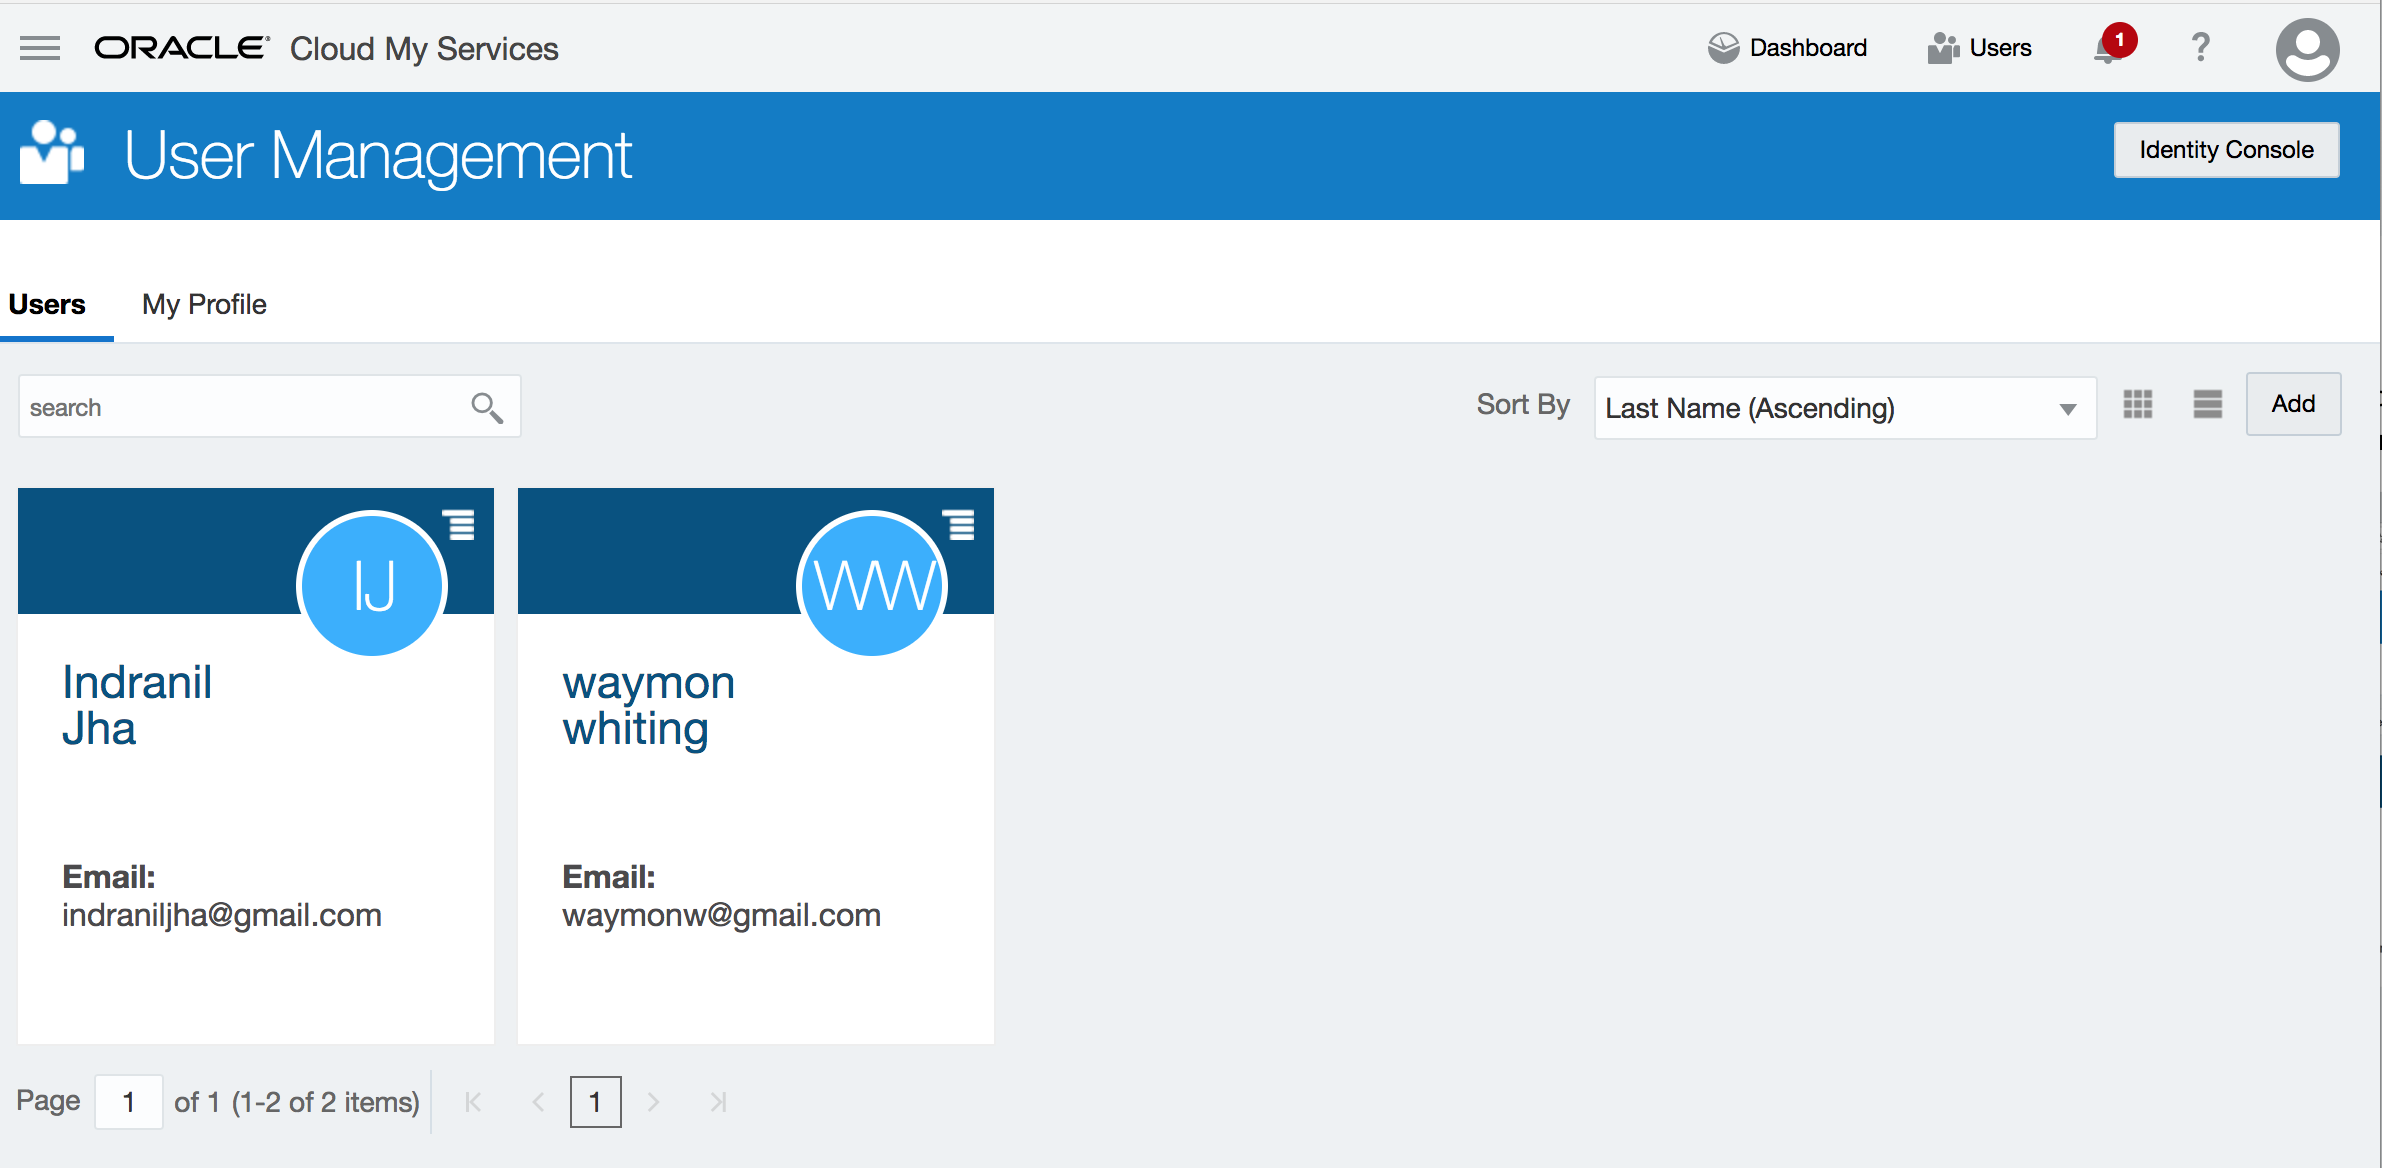 ORACLE® Cloud My Services
Dashboard
Users
1
?
User Management
Identity Console
Users
My Profile
search
Sort By
Last Name (Ascending)
Add
IJ
Indranil
Jha
Email:
indraniljha@gmail.com
WW
waymon
whiting
Email:
waymonw@gmail.com
Page 1 of 1 (1-2 of 2 items) 1